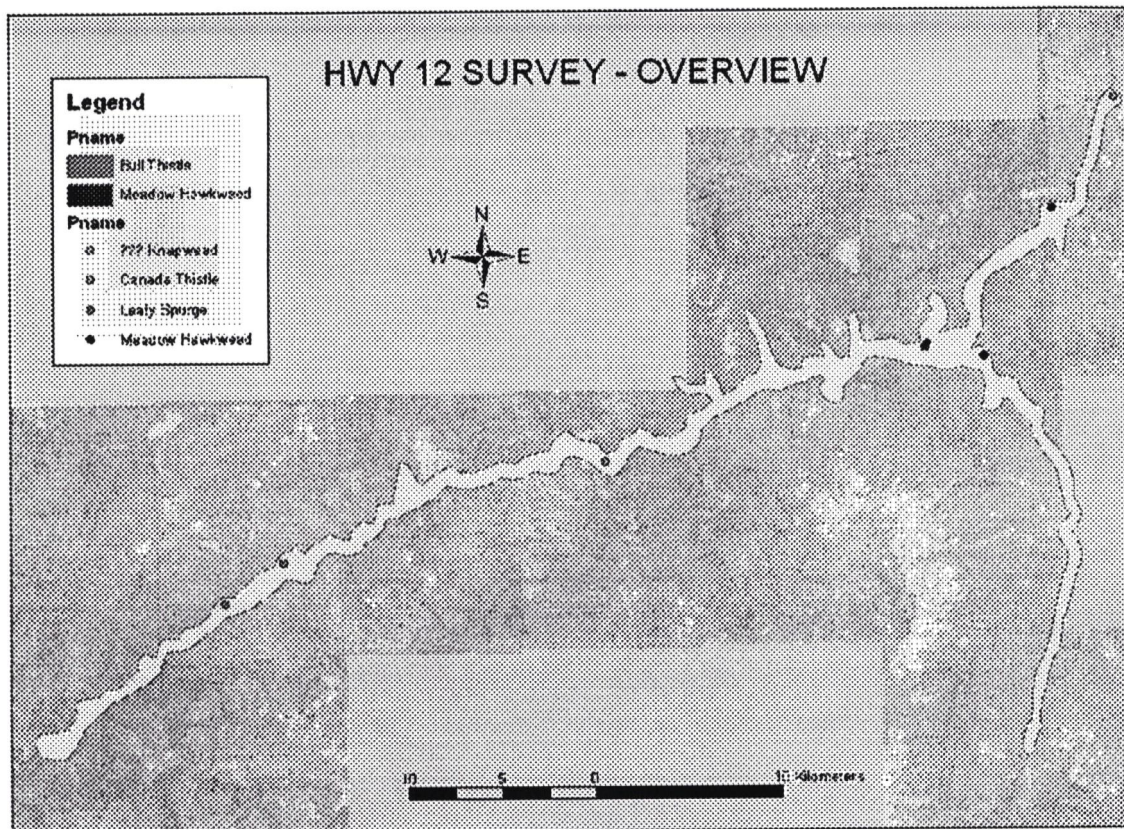 HWY 12 SURVEY - OVERVIEW
Legend
Pname
Bull Thistle
Meadow Hawkweed
Pname
??? Knapweed
Canada Thistle
Leafy Spurge
Meadow Hawkweed
N
W E
S
10 5 0 10 Kilometers